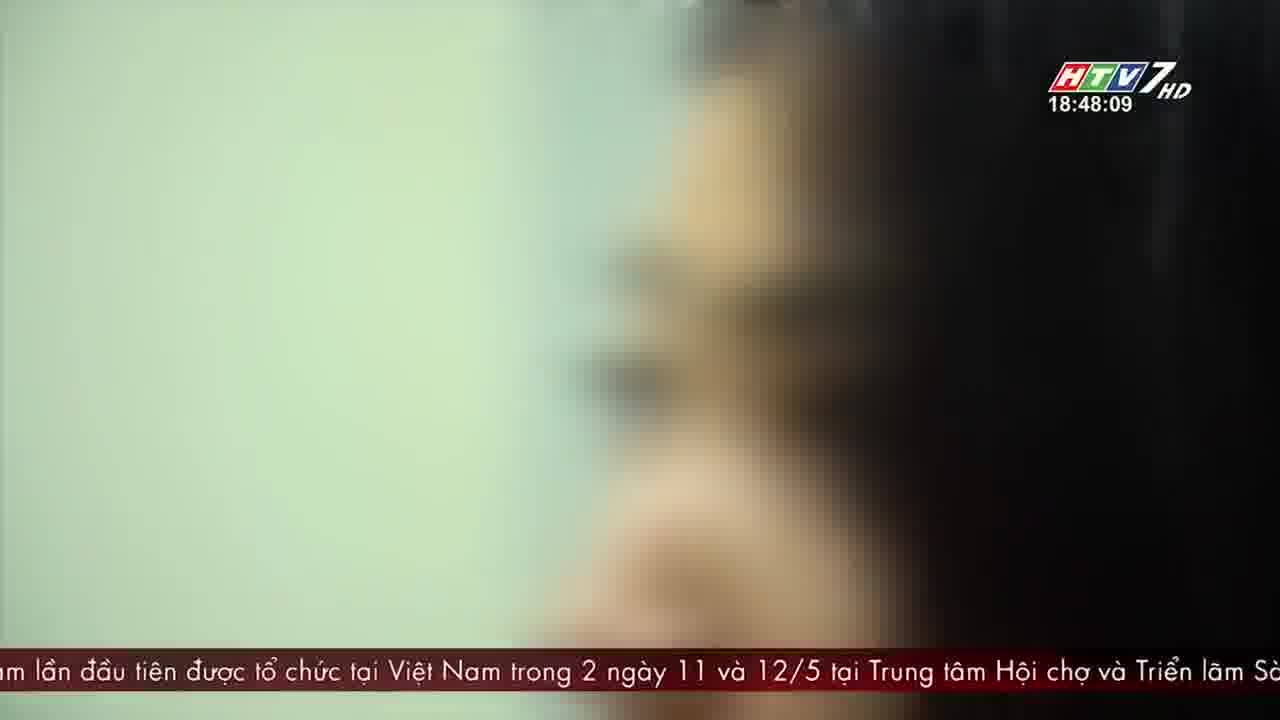 HTV7 HD
18:48:09
am lần đầu tiên được tổ chức tại Việt Nam trong 2 ngày 11 và 12/5 tại Trung tâm Hội chợ và Triển lãm Sà